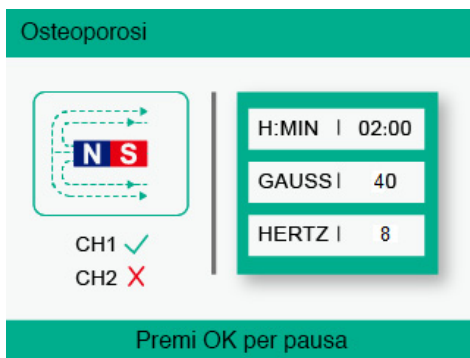 Osteoporosi
N S
CH1 ✓
CH2 X
H:MIN | 02:00
GAUSS | 40
HERTZ | 8
Premi OK per pausa